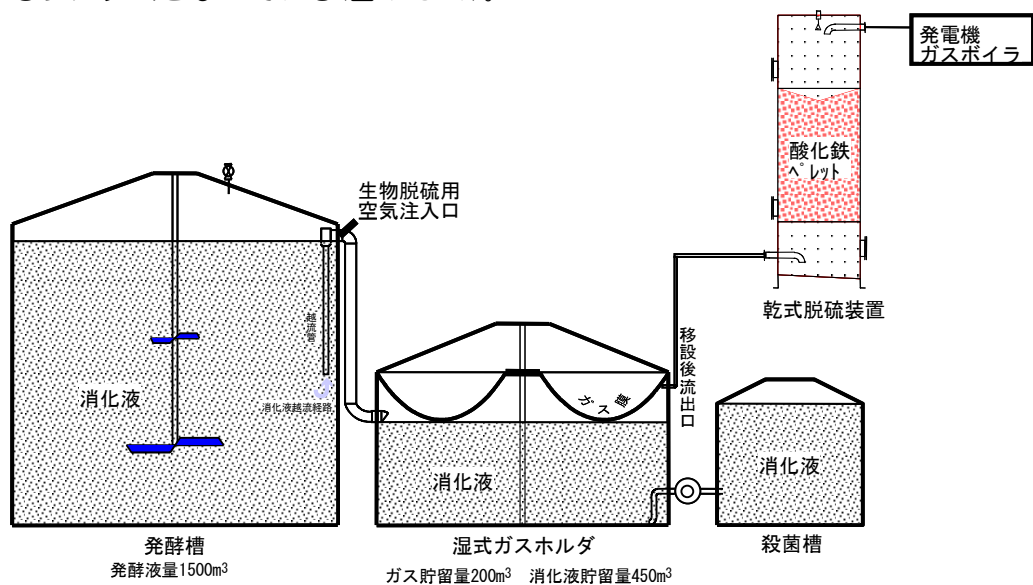 発電機
ガスボイラ
酸化鉄
ペレット
生物脱硫用
空気注入口
乾式脱硫装置
越流管
移設後流出口
ガス膜
消化液
消化液越流経路
消化液
消化液
発酵槽
発酵液量1500m³
湿式ガスホルダ
ガス貯留量200m³ 消化液貯留量450m³
殺菌槽